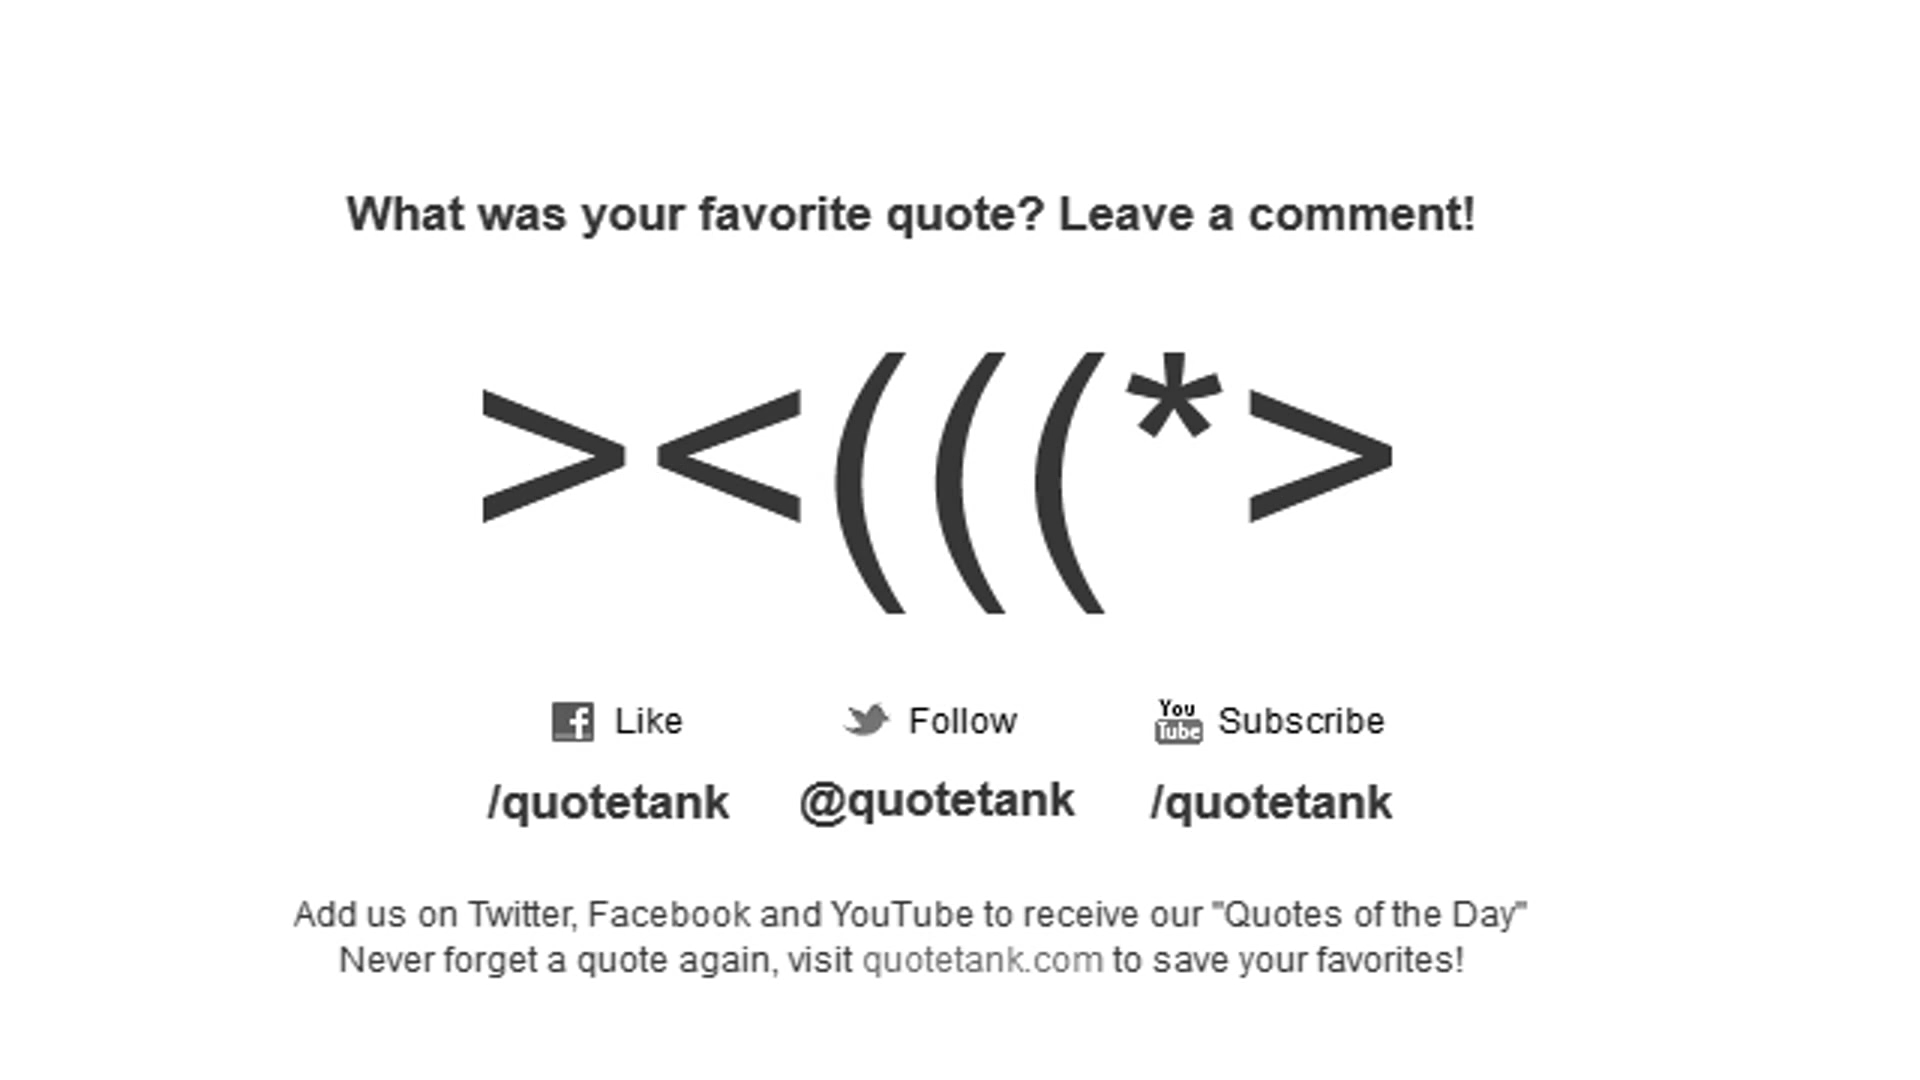 What was your favorite quote? Leave a comment!
><(((*>
f Like Follow You Tube Subscribe
/quotetank @quotetank /quotetank
Add us on Twitter, Facebook and YouTube to receive our "Quotes of the Day"
Never forget a quote again, visit quotetank.com to save your favorites!